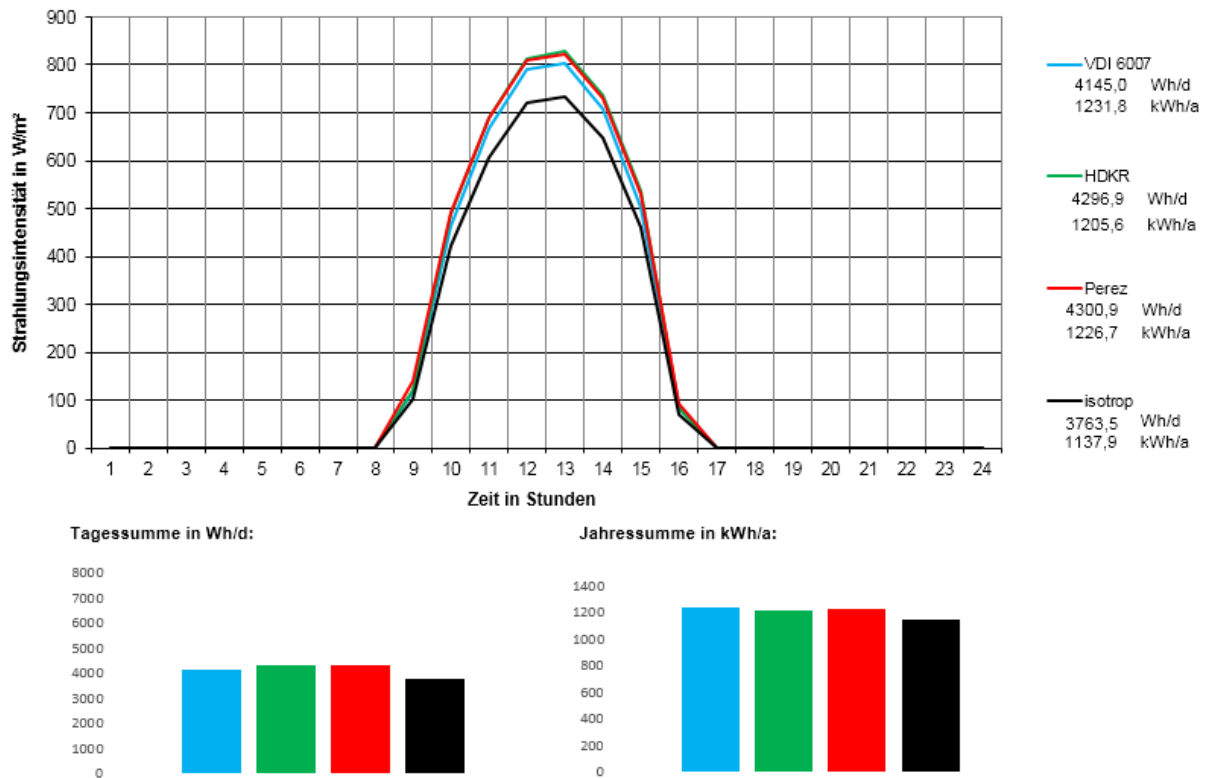 900
800
700
600
500
400
300
200
100
0
Strahlungsintensität in W/m²
1 2 3 4 5 6 7 8 9 10 11 12 13 14 15 16 17 18 19 20 21 22 23 24
Zeit in Stunden
VDI 6007
4145,0 Wh/d
1231,8 kWh/a
HDKR
4296,9 Wh/d
1205,6 kWh/a
Perez
4300,9 Wh/d
1226,7 kWh/a
isotrop
3763,5 Wh/d
1137,9 kWh/a
Tagessumme in Wh/d:
8000
7000
6000
5000
4000
3000
2000
1000
0
Jahressumme in kWh/a:
1400
1200
1000
800
600
400
200
0